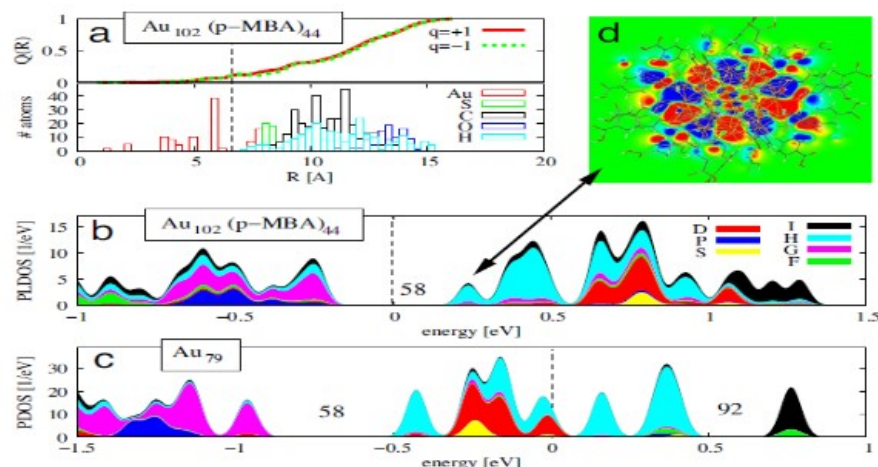 a
Au102 (p-MBA)44
q=+1
q=-1
Q(R)
1
0.5
0
Au
S
C
O
H
# atoms
40
30
20
10
0
0 5 10 15 20
R [A]
d
b
Au102 (p-MBA)44
D
P
S
I
H
G
F
PLDOS [1/eV]
15
10
5
0
58
-1 -0.5 0 0.5 1 1.5
energy [eV]
c
Au79
PDOS [1/eV]
30
20
10
0
58
92
-1.5 -1 -0.5 0 0.5 1
energy [eV]